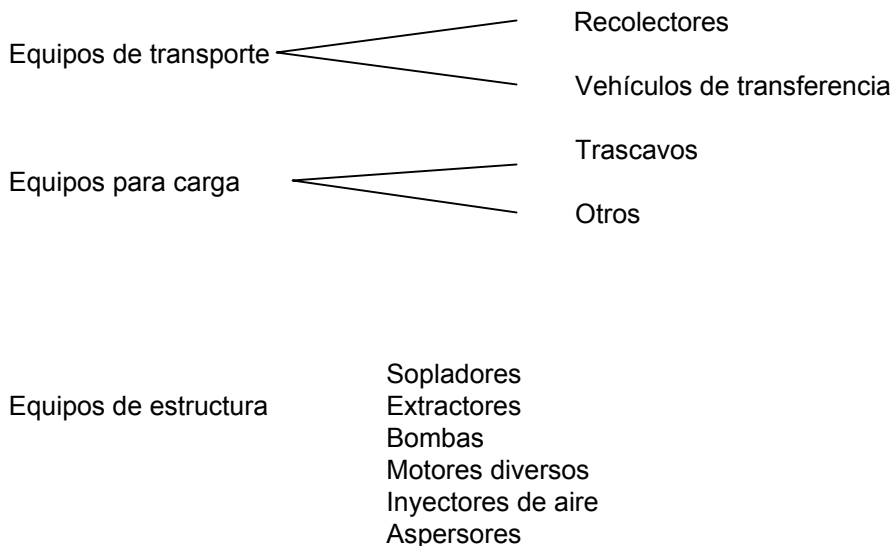 Equipos de transporte
Recolectores
Vehículos de transferencia
Equipos para carga
Trascavos
Otros
Equipos de estructura
Sopladores
Extractores
Bombas
Motores diversos
Inyectores de aire
Aspersores